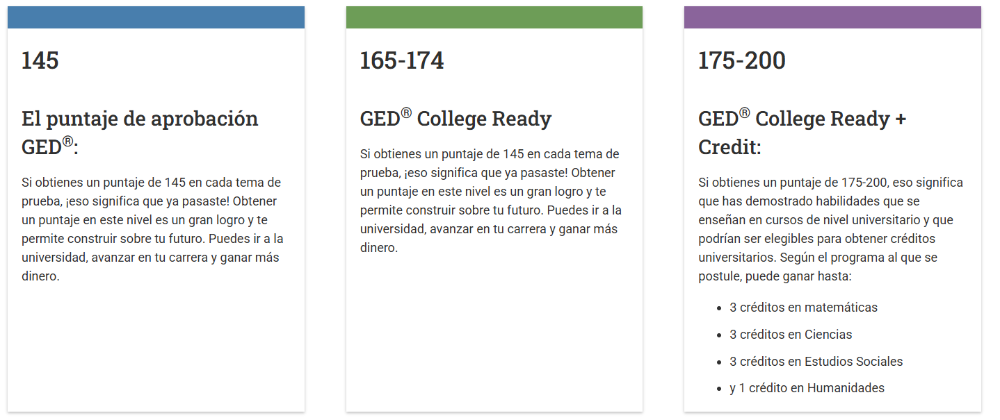 145
El puntaje de aprobación
GED®:
Si obtienes un puntaje de 145 en cada tema de
prueba, ¡eso significa que ya pasaste! Obtener
un puntaje en este nivel es un gran logro y te
permite construir sobre tu futuro. Puedes ir a la
universidad, avanzar en tu carrera y ganar más
dinero.
165-174
GED® College Ready
Si obtienes un puntaje de 145 en cada tema de
prueba, ¡eso significa que ya pasaste! Obtener
un puntaje en este nivel es un gran logro y te
permite construir sobre tu futuro. Puedes ir a la
universidad, avanzar en tu carrera y ganar más
dinero.
175-200
GED® College Ready +
Credit:
Si obtienes un puntaje de 175-200, eso significa
que has demostrado habilidades que se
enseñan en cursos de nivel universitario y que
podrían ser elegibles para obtener créditos
universitarios. Según el programa al que se
postule, puede ganar hasta:
• 3 créditos en matemáticas
• 3 créditos en Ciencias
• 3 créditos en Estudios Sociales
• y 1 crédito en Humanidades